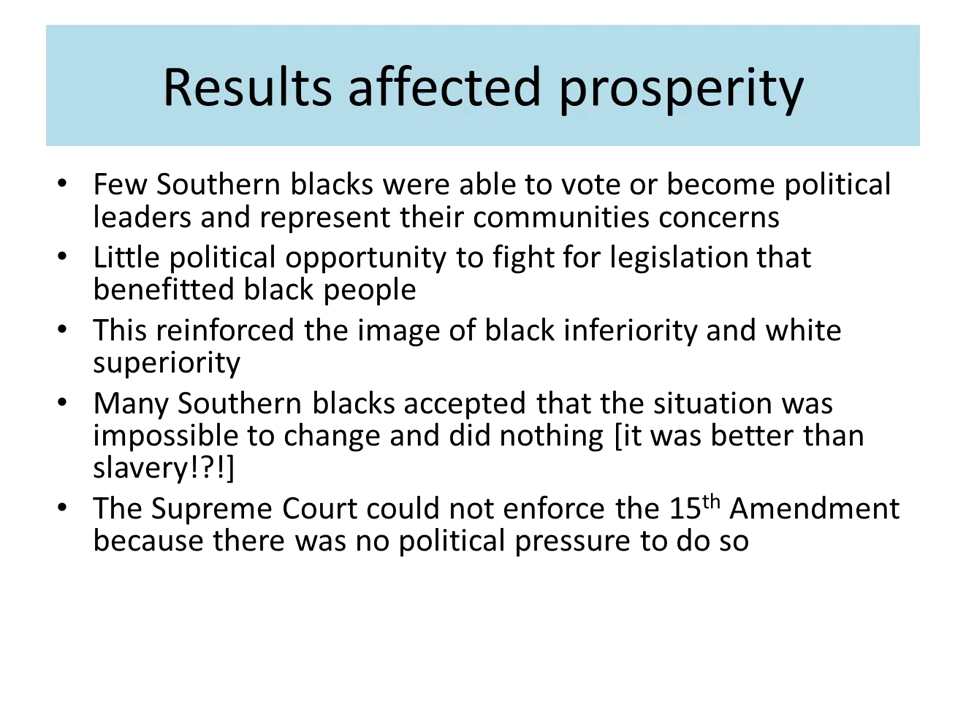 Results affected prosperity
• Few Southern blacks were able to vote or become political
leaders and represent their communities concerns
• Little political opportunity to fight for legislation that
benefitted black people
• This reinforced the image of black inferiority and white
superiority
• Many Southern blacks accepted that the situation was
impossible to change and did nothing [it was better than
slavery!?!]
• The Supreme Court could not enforce the 15th Amendment
because there was no political pressure to do so